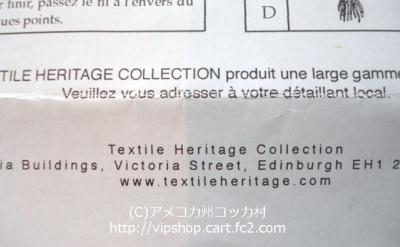 finir, passez le fil à l'envers du
ues points.
D
TILE HERITAGE COLLECTION produit une large gamme
Veuillez vous adresser à votre détaillant local.
Textile Heritage Collection
ia Buildings, Victoria Street, Edinburgh EH1 2
www.textileheritage.com
(C)アメコカ州コッカ村
http://vipshop.cart.fc2.com